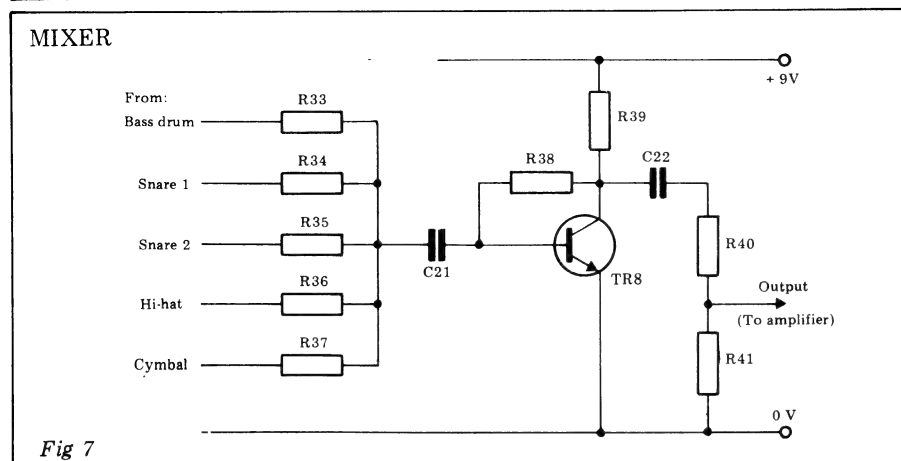 MIXER
+ 9V
From:
Bass drum
R33
R39
R38
C22
Snare 1
R34
Snare 2
R35
C21
TR8
R40
Output
(To amplifier)
Hi-hat
R36
Cymbal
R37
R41
0 V
Fig 7